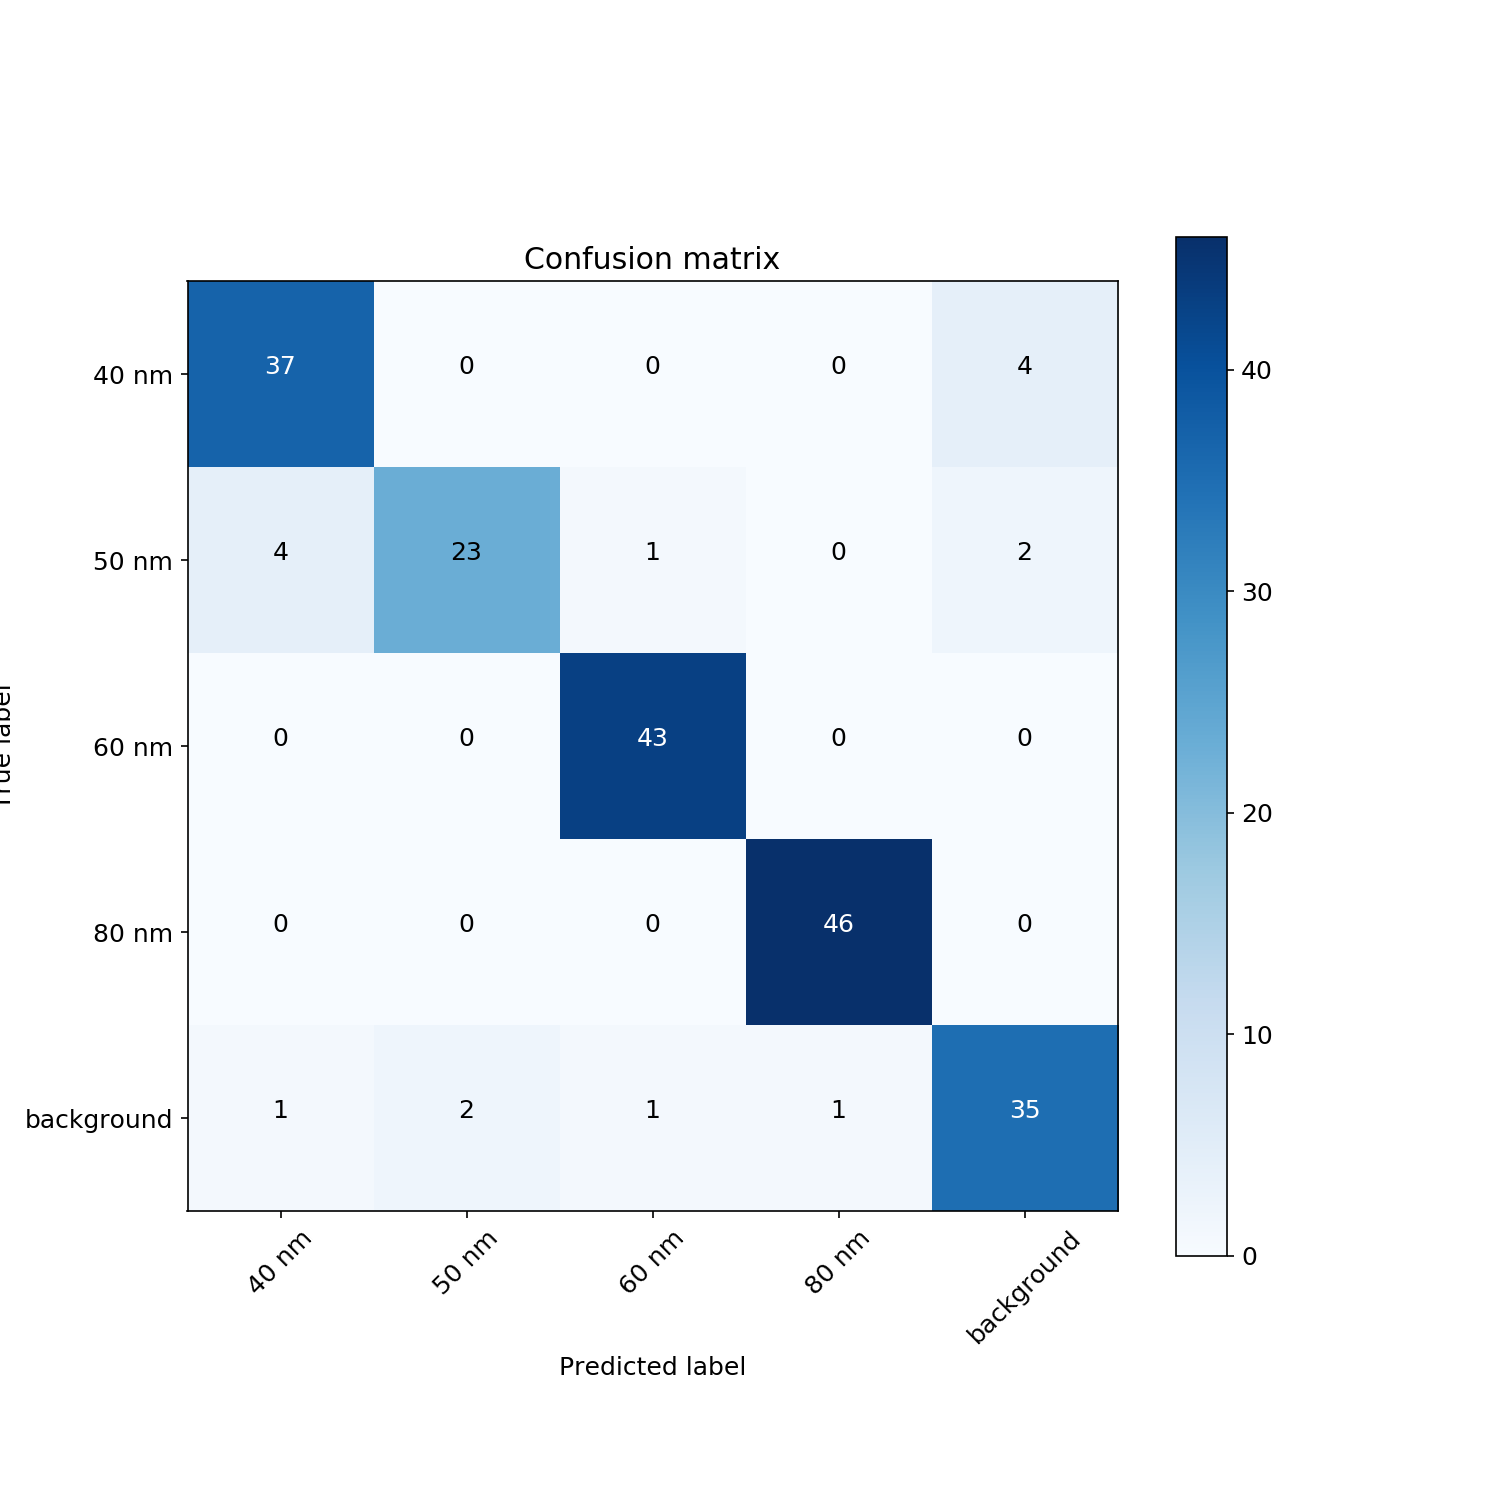 Confusion matrix
40 nm 37 0 0 0 4
50 nm 4 23 1 0 2
60 nm 0 0 43 0 0
80 nm 0 0 0 46 0
background 1 2 1 1 35
40 nm 50 nm 60 nm 80 nm background
Predicted label
True label
40
30
20
10
0